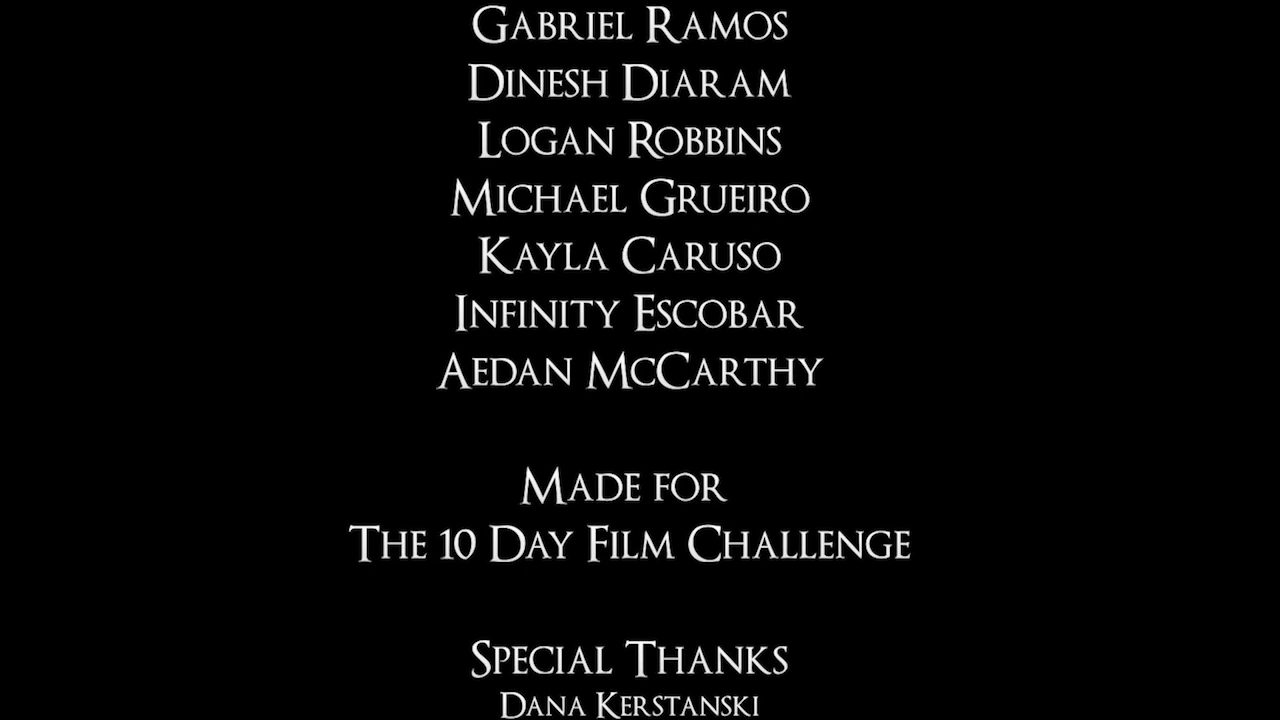 Gabriel Ramos
Dinesh Diaram
Logan Robbins
Michael Grueiro
Kayla Caruso
Infinity Escobar
Aedan McCarthy
Made for
The 10 Day Film Challenge
Special Thanks
Dana Kerstanski